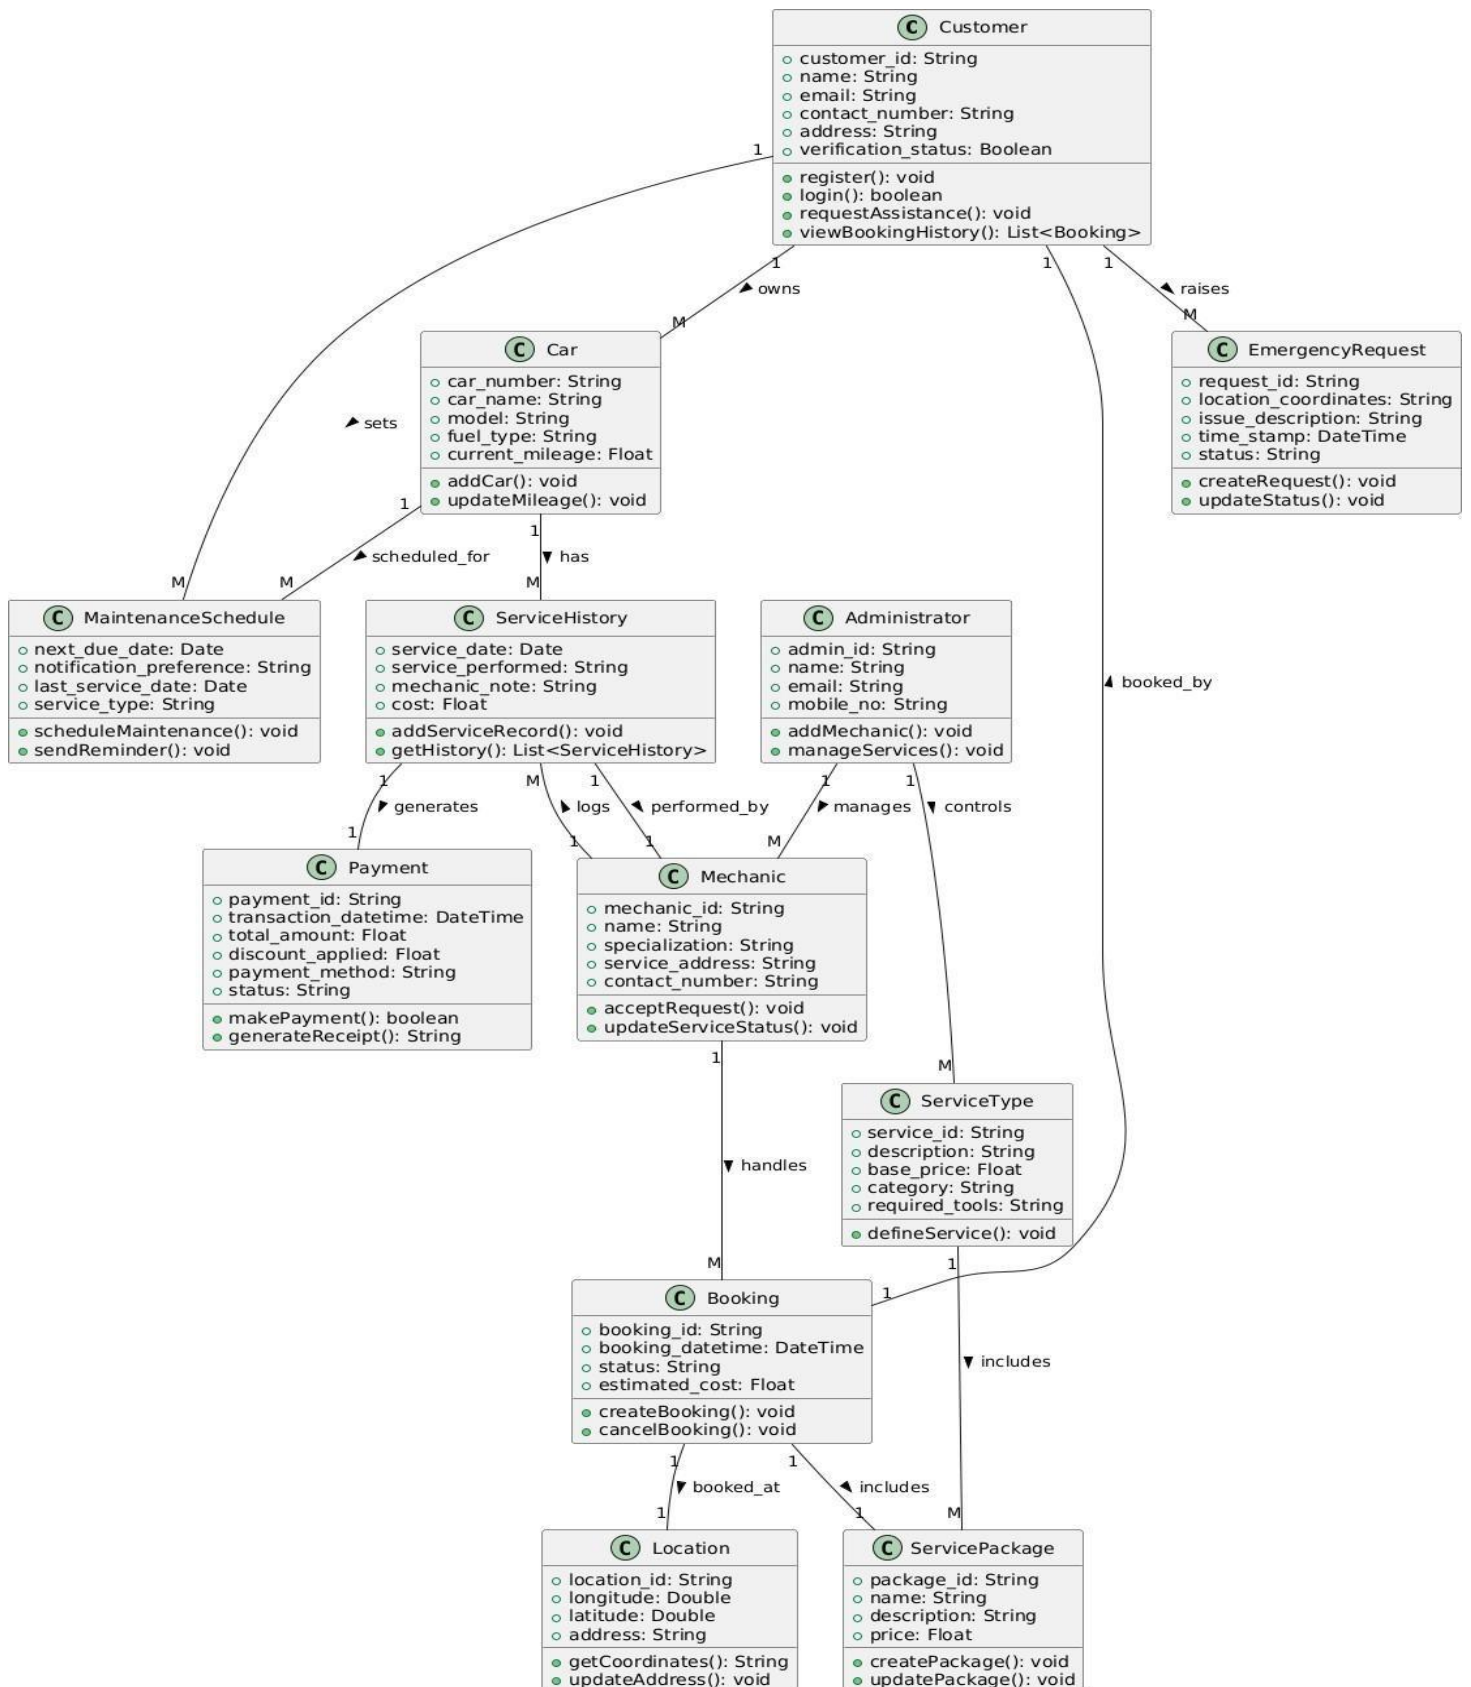 C Customer
customer_id: String
name: String
email: String
contact_number: String
address: String
verification_status: Boolean
register(): void
login(): boolean
requestAssistance(): void
viewBookingHistory(): List<Booking>
1
1
1
1
owns
raises
M
M
C Car
car_number: String
car_name: String
model: String
fuel_type: String
current_mileage: Float
addCar(): void
updateMileage(): void
C EmergencyRequest
request_id: String
location_coordinates: String
issue_description: String
time_stamp: DateTime
status: String
createRequest(): void
updateStatus(): void
sets
1
1
scheduled_for
has
M
M
M
C MaintenanceSchedule
next_due_date: Date
notification_preference: String
last_service_date: Date
service_type: String
scheduleMaintenance(): void
sendReminder(): void
C ServiceHistory
service_date: Date
service_performed: String
mechanic_note: String
cost: Float
addServiceRecord(): void
getHistory(): List<ServiceHistory>
C Administrator
admin_id: String
name: String
email: String
mobile_no: String
addMechanic(): void
manageServices(): void
booked_by
1
M
1
1
1
generates
logs
performed_by
manages
controls
1
1
1
M
C Payment
payment_id: String
transaction_datetime: DateTime
total_amount: Float
discount_applied: Float
payment_method: String
status: String
makePayment(): boolean
generateReceipt(): String
C Mechanic
mechanic_id: String
name: String
specialization: String
service_address: String
contact_number: String
acceptRequest(): void
updateServiceStatus(): void
1
M
C ServiceType
service_id: String
description: String
base_price: Float
category: String
required_tools: String
defineService(): void
handles
M
1
1
C Booking
booking_id: String
booking_datetime: DateTime
status: String
estimated_cost: Float
createBooking(): void
cancelBooking(): void
includes
1
1
booked_at
includes
1
1
M
C Location
location_id: String
longitude: Double
latitude: Double
address: String
getCoordinates(): String
updateAddress(): void
C ServicePackage
package_id: String
name: String
description: String
price: Float
createPackage(): void
updatePackage(): void